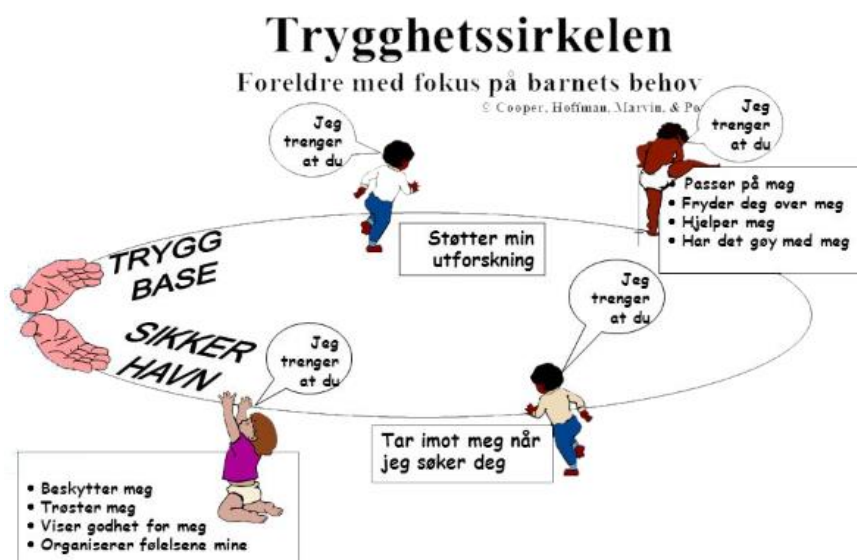 Trygghetssirkelen
Foreldre med fokus på barnets behov
© Cooper, Hoffman, Marvin, & Po
Jeg
trenger
at du
Jeg
trenger
at du
• Passer på meg
• Fryder deg over meg
• Hjelper meg
• Har det gøy med meg
Støtter min
utforskning
TRYGG
BASE
Jeg
trenger
at du
SIKKER
HAVN
Jeg
trenger
at du
Tar imot meg når
jeg søker deg
• Beskytter meg
• Trøster meg
• Viser godhet for meg
• Organiserer følelsene mine